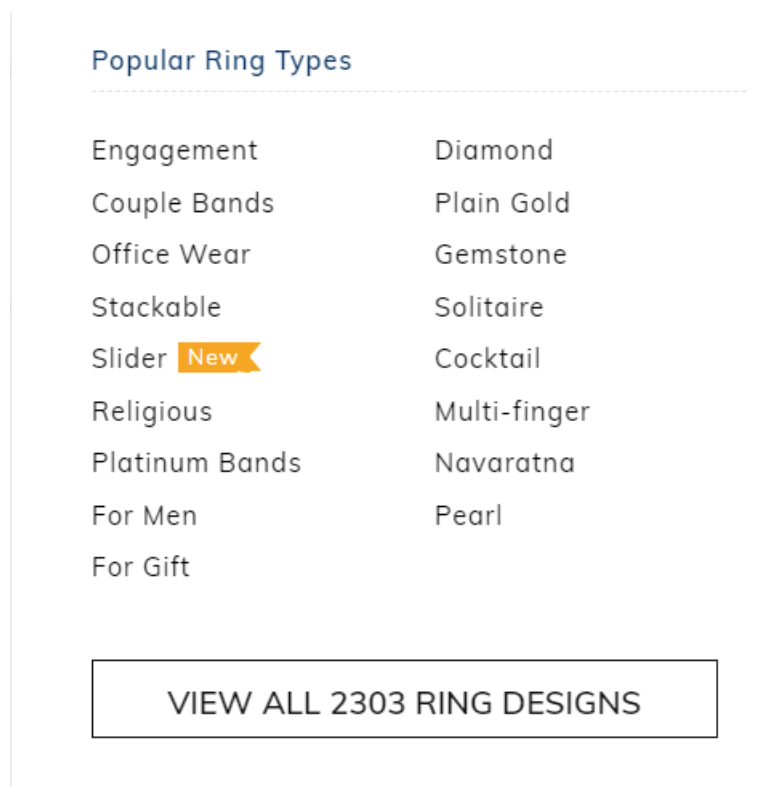 Popular Ring Types
Engagement
Couple Bands
Office Wear
Stackable
Slider New
Religious
Platinum Bands
For Men
For Gift
Diamond
Plain Gold
Gemstone
Solitaire
Cocktail
Multi-finger
Navaratna
Pearl
VIEW ALL 2303 RING DESIGNS